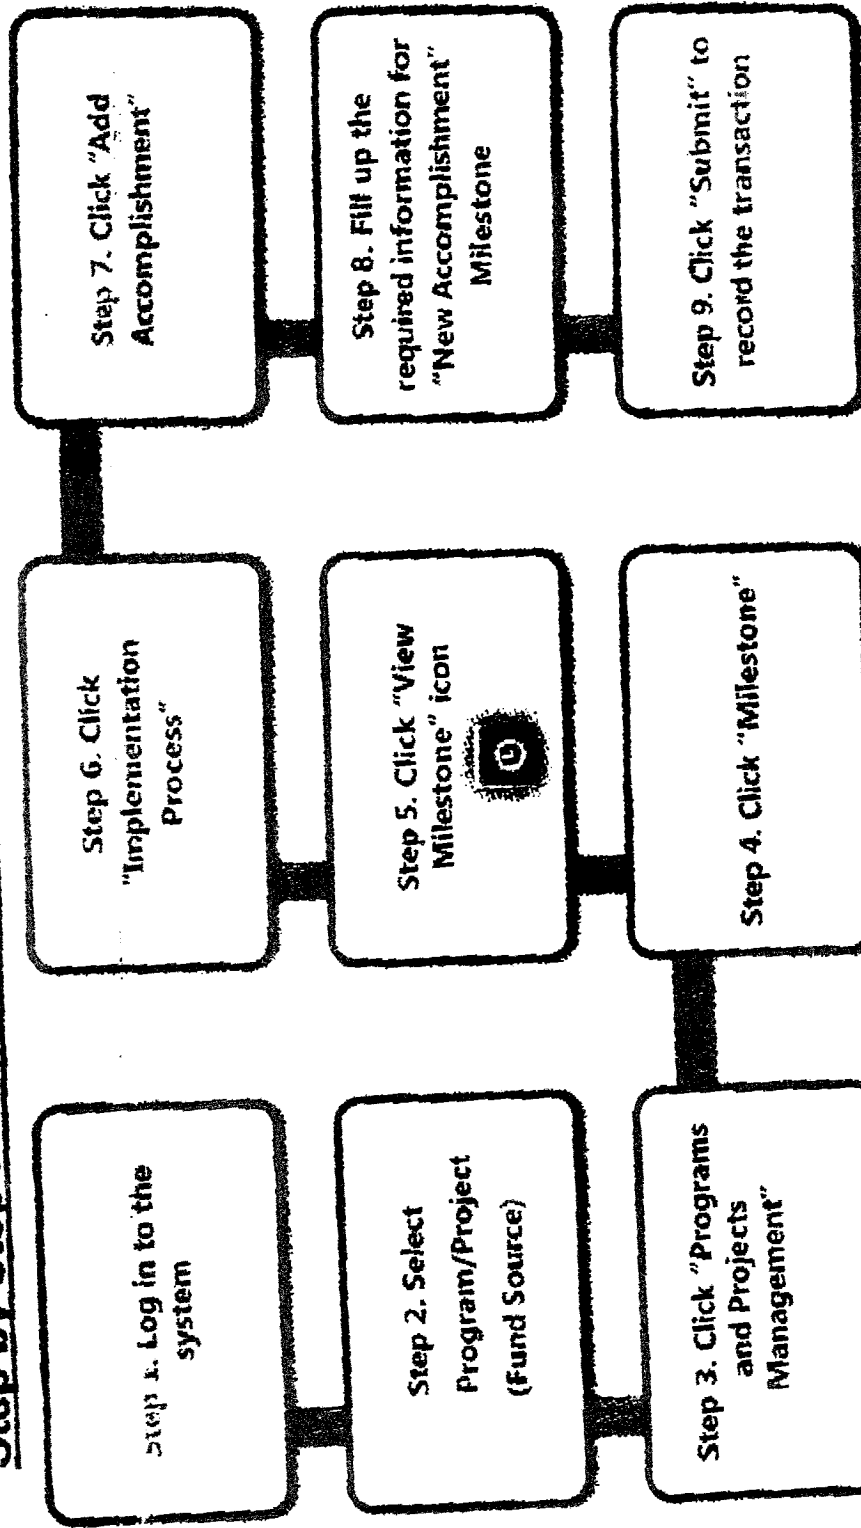 Step by Step
Step 1. Log in to the
system
Step 2. Select
Program/Project
(Fund Source)
Step 3. Click "Programs
and Projects
Management"
Step 4. Click "Milestone"
Step 5. Click "View
Milestone" icon
Step 6. Click
"Implementation
Process"
Step 7. Click "Add
Accomplishment"
Step 8. Fill up the
required information for
"New Accomplishment"
Milestone
Step 9. Click "Submit" to
record the transaction